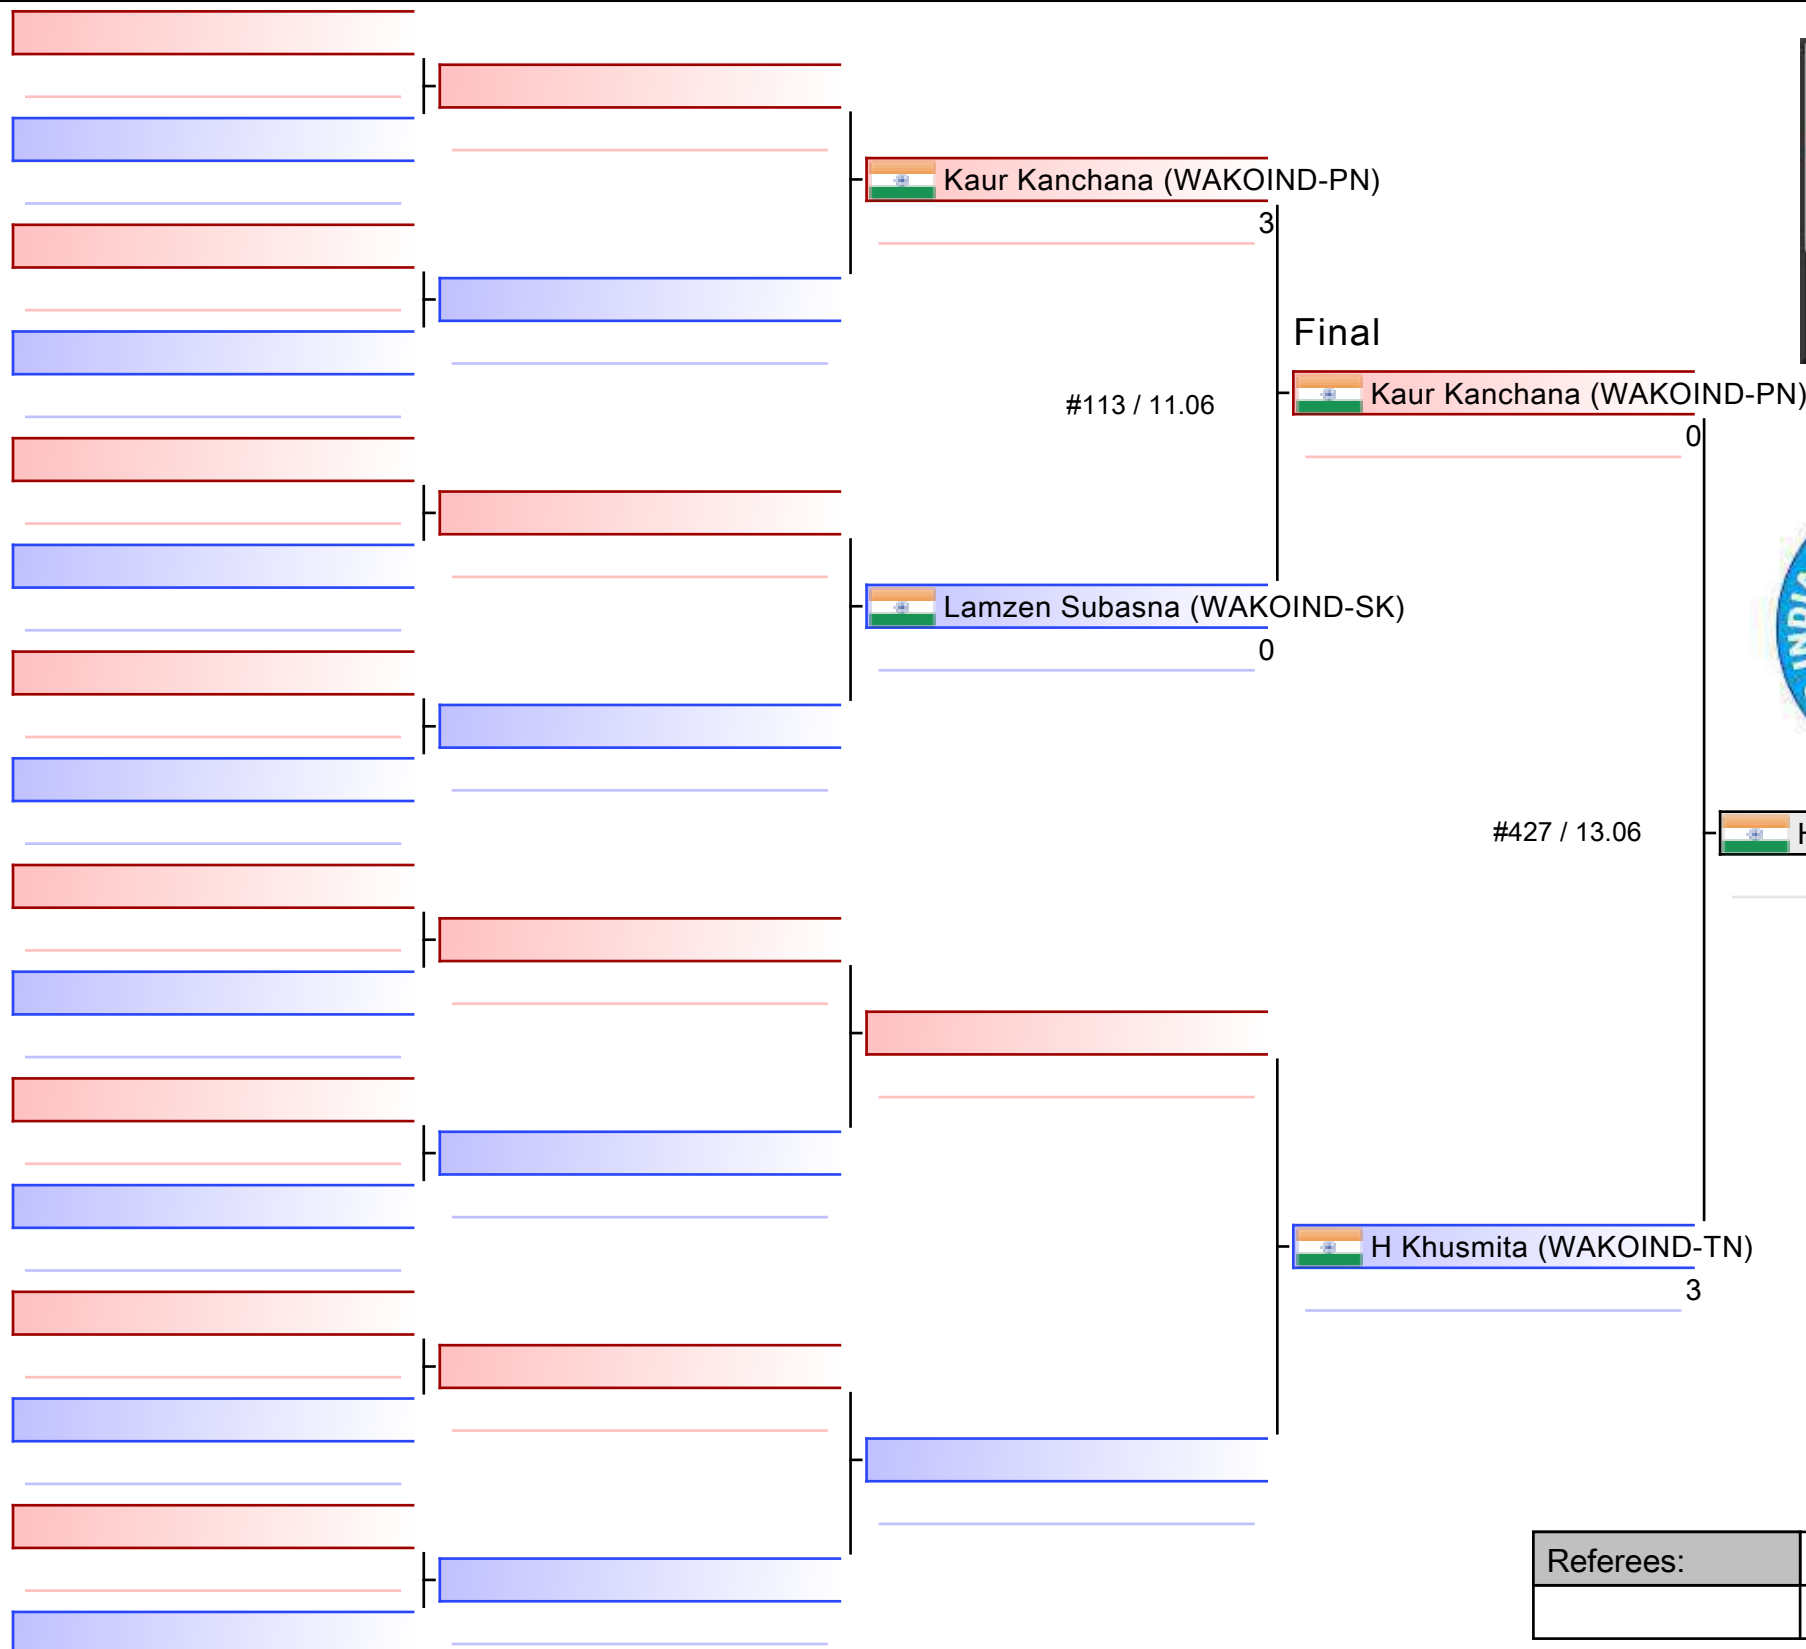 Kaur Kanchana (WAKOIND-PN)
3
Final
#113 / 11.06
Kaur Kanchana (WAKOIND-PN)
0
Lamzen Subasna (WAKOIND-SK)
0
INDIA
#427 / 13.06
H
H Khusmita (WAKOIND-TN)
3
Referees: